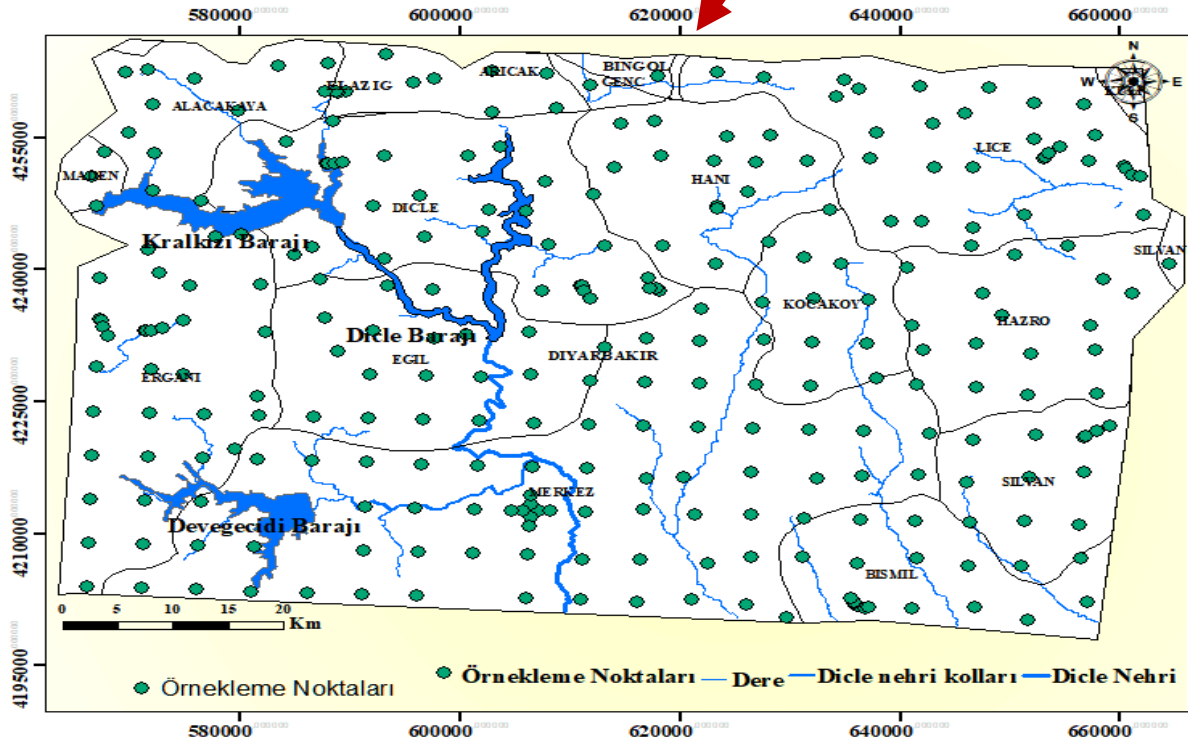 580000 600000 620000 640000 660000
N
W E
S
4255000
4240000
4225000
4210000
4195000
BINGOL
ARICAK
GENC
ELAZIG
ALACAKAYA
LICE
MADEN
HANI
DICLE
Kralkizi Barajı
SILVAN
KOCAKOY
HAZRO
Dicle Barajı
DIYARBAKIR
EGIL
ERGANI
SILVAN
MERKEZ
Devegecidi Barajı
BISMIL
0 5 10 15 20
Km
Örnekleme Noktaları
Örnekleme Noktaları Dere Dicle nehri kolları Dicle Nehri
580000 600000 620000 640000 660000